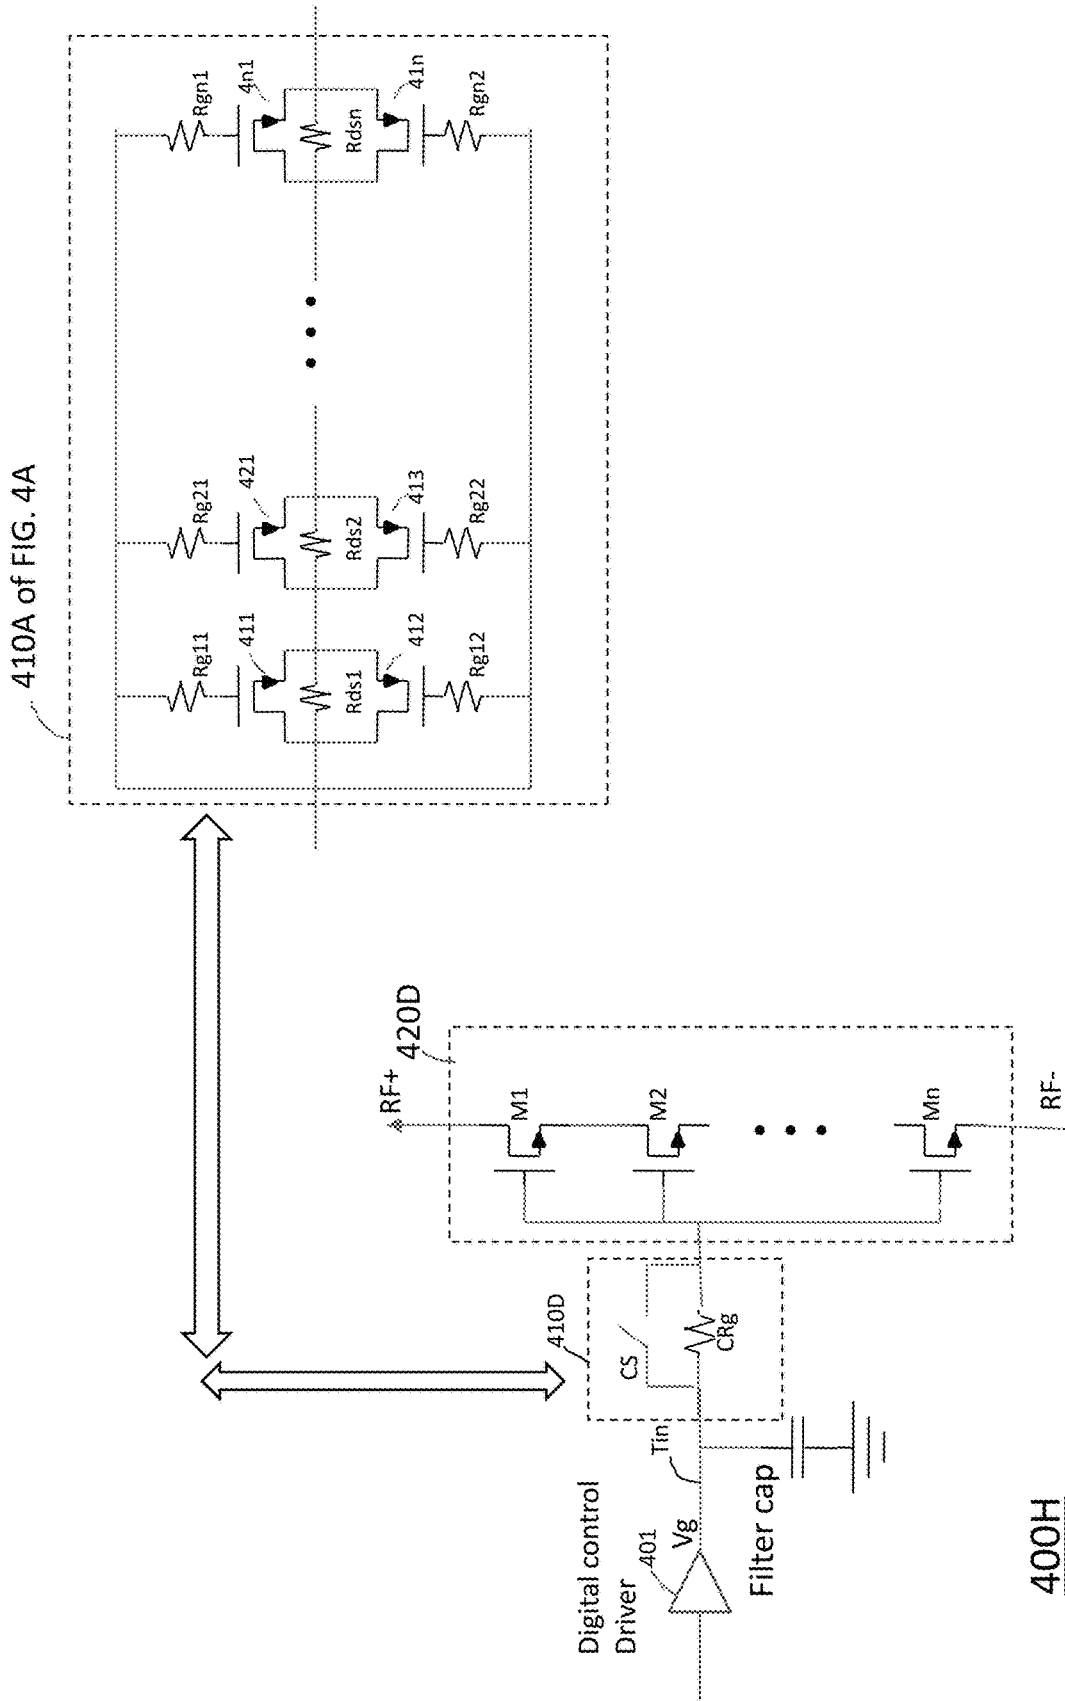 410A of FIG. 4A
Rg11
Rg21
Rgn1
411
421
4n1
Rds1
Rds2
Rdsn
412
413
41n
Rg12
Rg22
Rgn2
RF+
420D
M1
M2
Mn
RF-
410D
CS
CRg
Digital control
Driver
401
Vg
Tin
Filter cap
400H